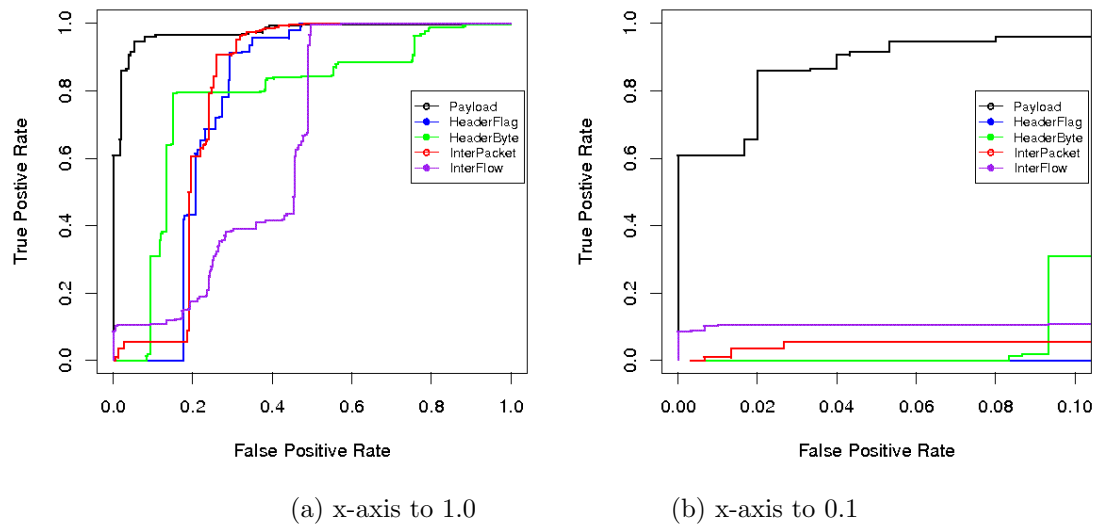 True Postive Rate
1.0
0.8
0.6
0.4
0.2
0.0
Payload
HeaderFlag
HeaderByte
InterPacket
InterFlow
0.0 0.2 0.4 0.6 0.8 1.0
False Positive Rate
(a) x-axis to 1.0
True Postive Rate
1.0
0.8
0.6
0.4
0.2
0.0
Payload
HeaderFlag
HeaderByte
InterPacket
InterFlow
0.00 0.02 0.04 0.06 0.08 0.10
False Positive Rate
(b) x-axis to 0.1